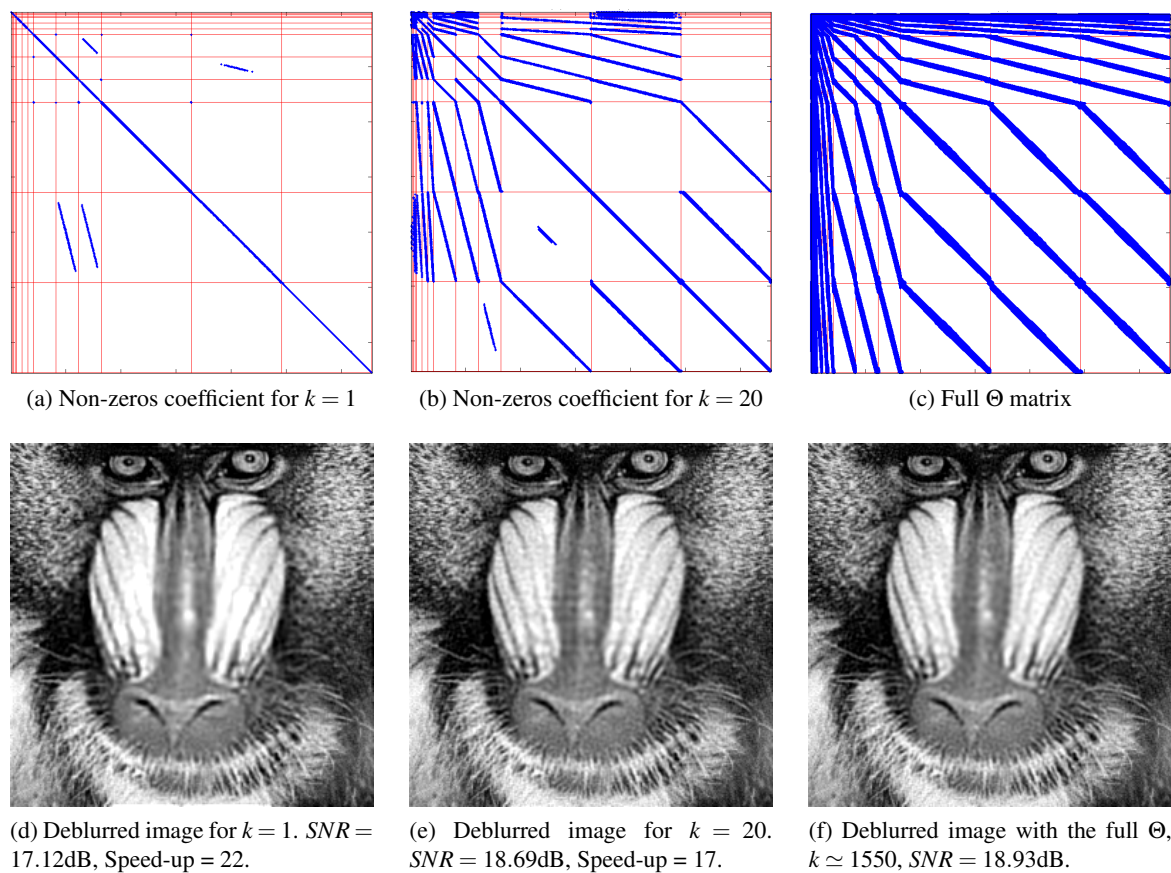 (a) Non-zeros coefficient for k = 1
(b) Non-zeros coefficient for k = 20
(c) Full Θ matrix
(d) Deblurred image for k = 1. SNR =
17.12dB, Speed-up = 22.
(e) Deblurred image for k = 20.
SNR = 18.69dB, Speed-up = 17.
(f) Deblurred image with the full Θ,
k ≃ 1550, SNR = 18.93dB.